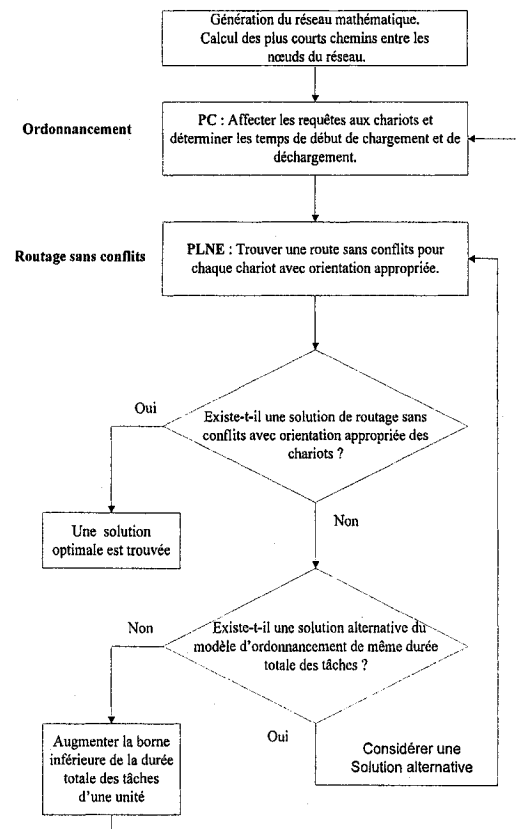 Génération du réseau mathématique.
Calcul des plus courts chemins entre les
nœuds du réseau.
Ordonnancement
PC : Affecter les requêtes aux chariots et
déterminer les temps de début de chargement et de
déchargement.
Routage sans conflits
PLNE : Trouver une route sans conflits pour
chaque chariot avec orientation appropriée.
Oui
Existe-t-il une solution de routage sans
conflits avec orientation appropriée des
chariots ?
Une solution
optimale est trouvée
Non
Non
Existe-t-il une solution alternative du
modèle d'ordonnancement de même durée
totale des tâches ?
Augmenter la borne
inférieure de la durée
totale des tâches
d'une unité
Oui
Considérer une
Solution alternative